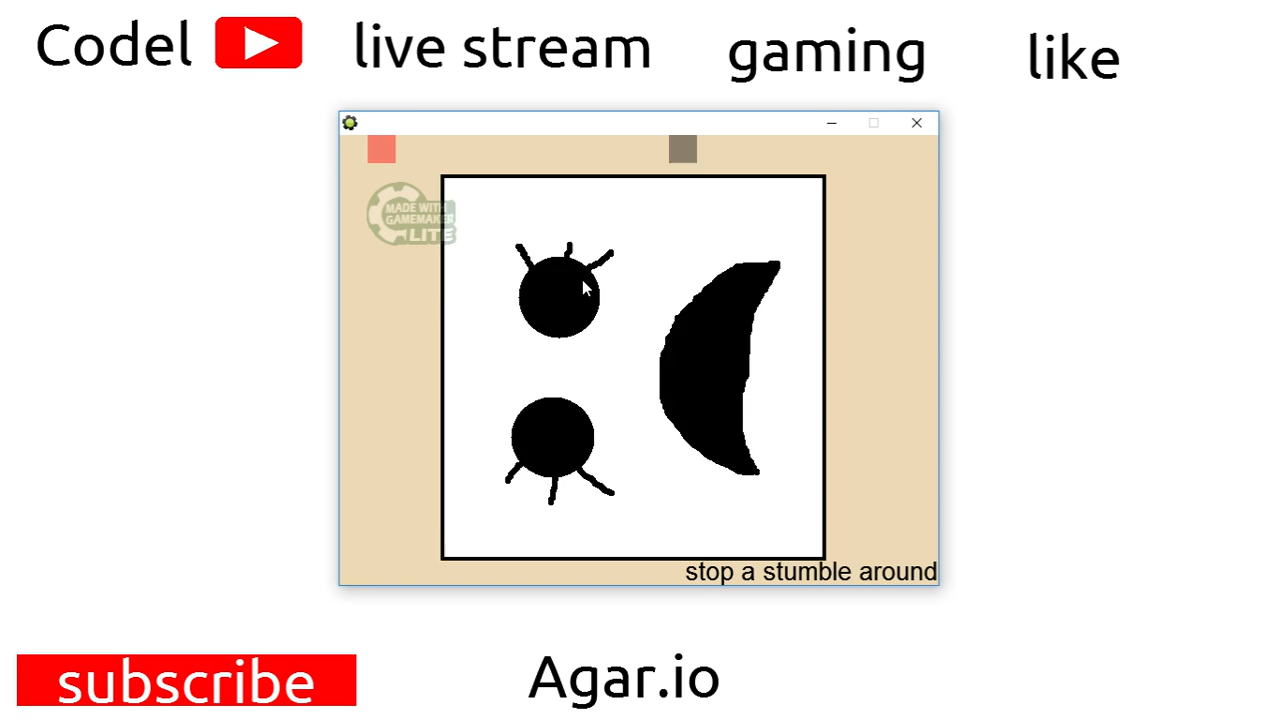 Codel
live stream
gaming
like
MADE WITH
GAMEMAKER
LITE
stop a stumble around
subscribe
Agar.io